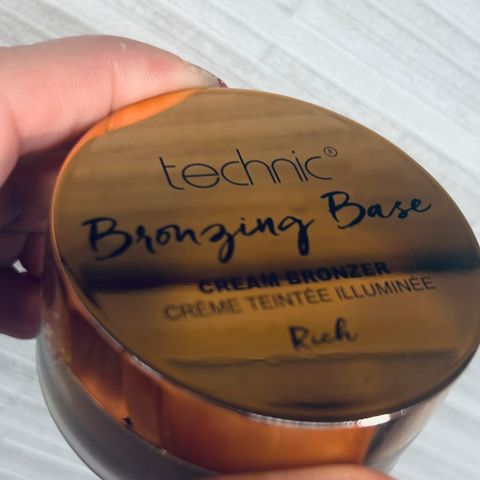 technic®
Bronzing Base
CREAM BRONZER
CRÈME TEINTÉE ILLUMINÉE
Rich